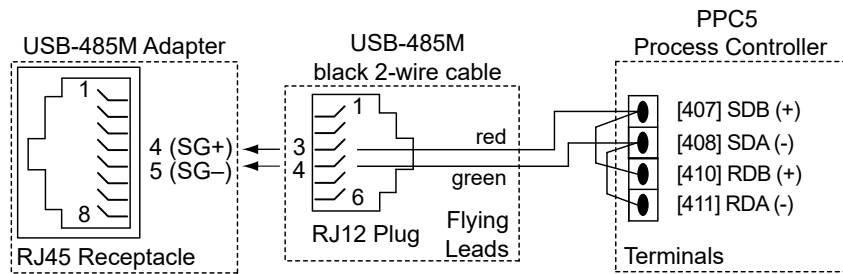 USB-485M Adapter
1
8
4 (SG+)
5 (SG–)
RJ45 Receptacle
USB-485M
black 2-wire cable
1
3
4
6
RJ12 Plug
red
green
Flying
Leads
PPC5
Process Controller
[407] SDB (+)
[408] SDA (-)
[410] RDB (+)
[411] RDA (-)
Terminals